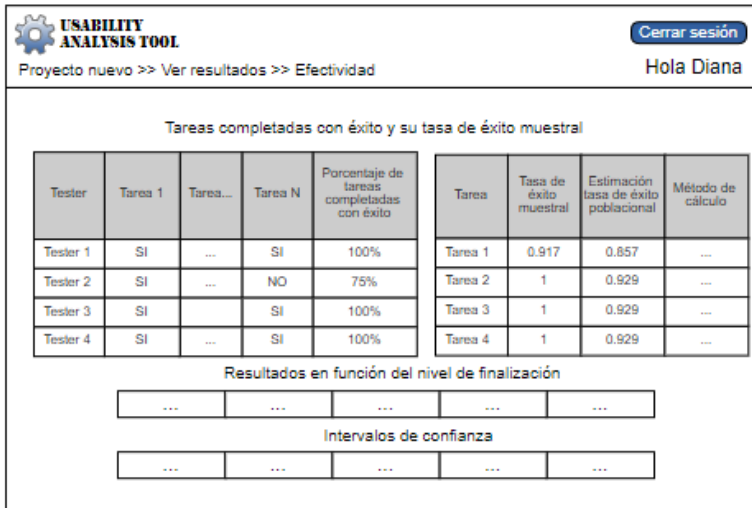 USABILITY
ANALYSIS TOOL
Cerrar sesión
Proyecto nuevo >> Ver resultados >> Efectividad
Hola Diana
Tareas completadas con éxito y su tasa de éxito muestral
Tester Tarea 1 Tarea... Tarea N Porcentaje de tareas completadas con éxito
Tester 1 SI ... SI 100%
Tester 2 SI ... NO 75%
Tester 3 SI SI 100%
Tester 4 SI ... SI 100%
Tarea Tasa de éxito muestral Estimación tasa de éxito poblacional Método de cálculo
Tarea 1 0.917 0.857 ...
Tarea 2 1 0.929 ...
Tarea 3 1 0.929 ...
Tarea 4 1 0.929 ...
Resultados en función del nivel de finalización
... ... ... ... ...
Intervalos de confianza
... ... ... ... ...